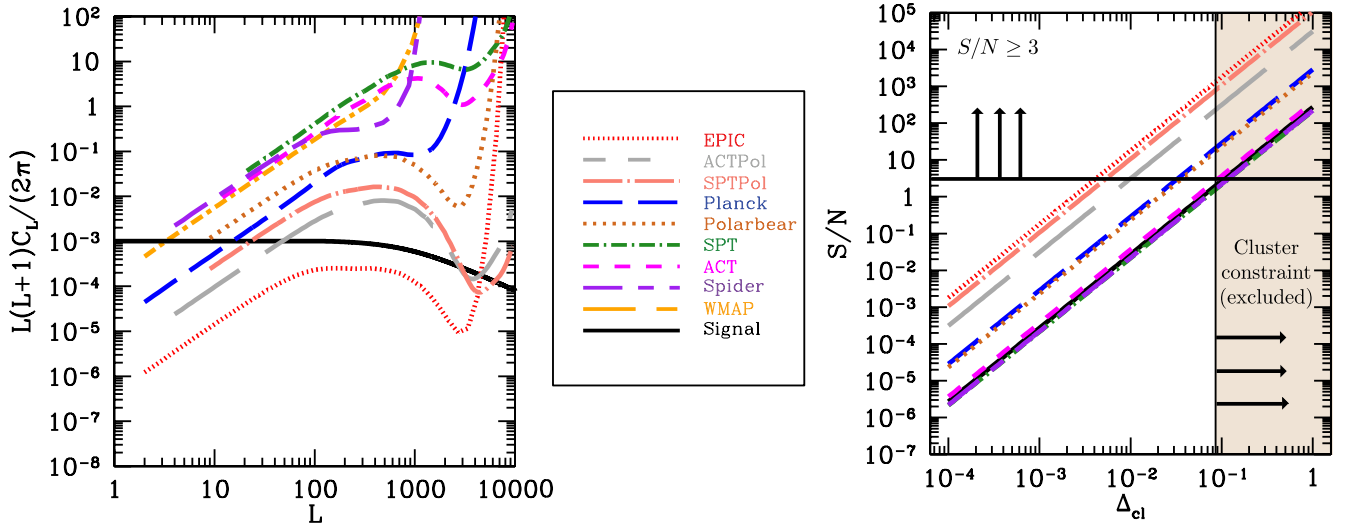 10²
10
1
10⁻¹
10⁻²
10⁻³
10⁻⁴
10⁻⁵
10⁻⁶
10⁻⁷
10⁻⁸
L(L+1)C_L/(2π)
1
10
100
1000
10000
L
EPIC
ACTPol
SPTPol
Planck
Polarbear
SPT
ACT
Spider
WMAP
Signal
10⁵
10⁴
10³
10²
10
1
10⁻¹
10⁻²
10⁻³
10⁻⁴
10⁻⁵
10⁻⁶
10⁻⁷
S/N
S/N ≥ 3
Cluster
constraint
(excluded)
10⁻⁴
10⁻³
10⁻²
10⁻¹
1
Δ_cl